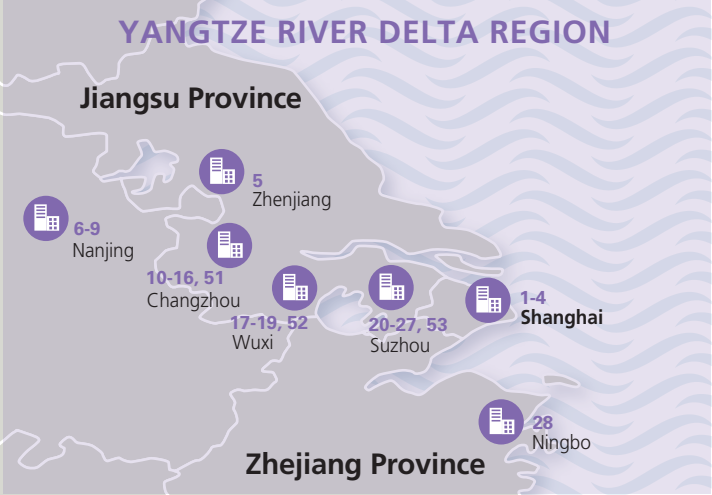 YANGTZE RIVER DELTA REGION
Jiangsu Province
5
Zhenjiang
6-9
Nanjing
10-16, 51
Changzhou
17-19, 52
Wuxi
20-27, 53
Suzhou
1-4
Shanghai
28
Ningbo
Zhejiang Province